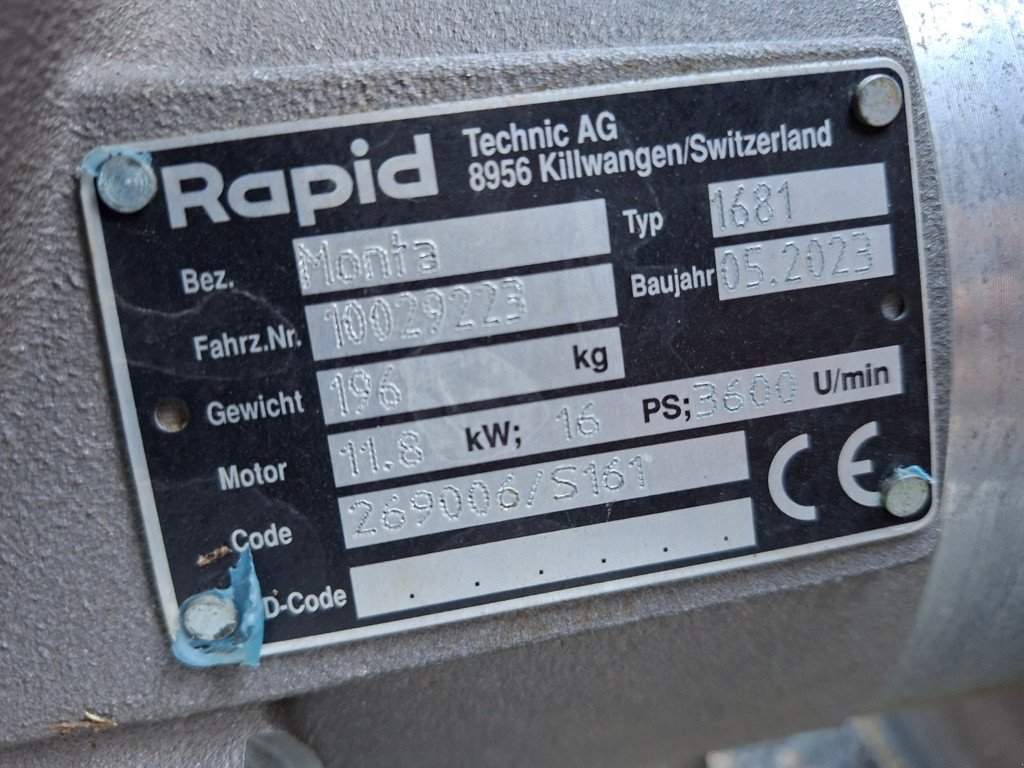 Rapid Technic AG
8956 Killwangen/Switzerland
Bez. Monta Typ 1681
Fahrz.Nr. 10029223 Baujahr 05.2023
Gewicht 196 kg
Motor 11.8 kW; 16 PS; 3600 U/min
Code 269006/S161
D-Code . . . . .
CE